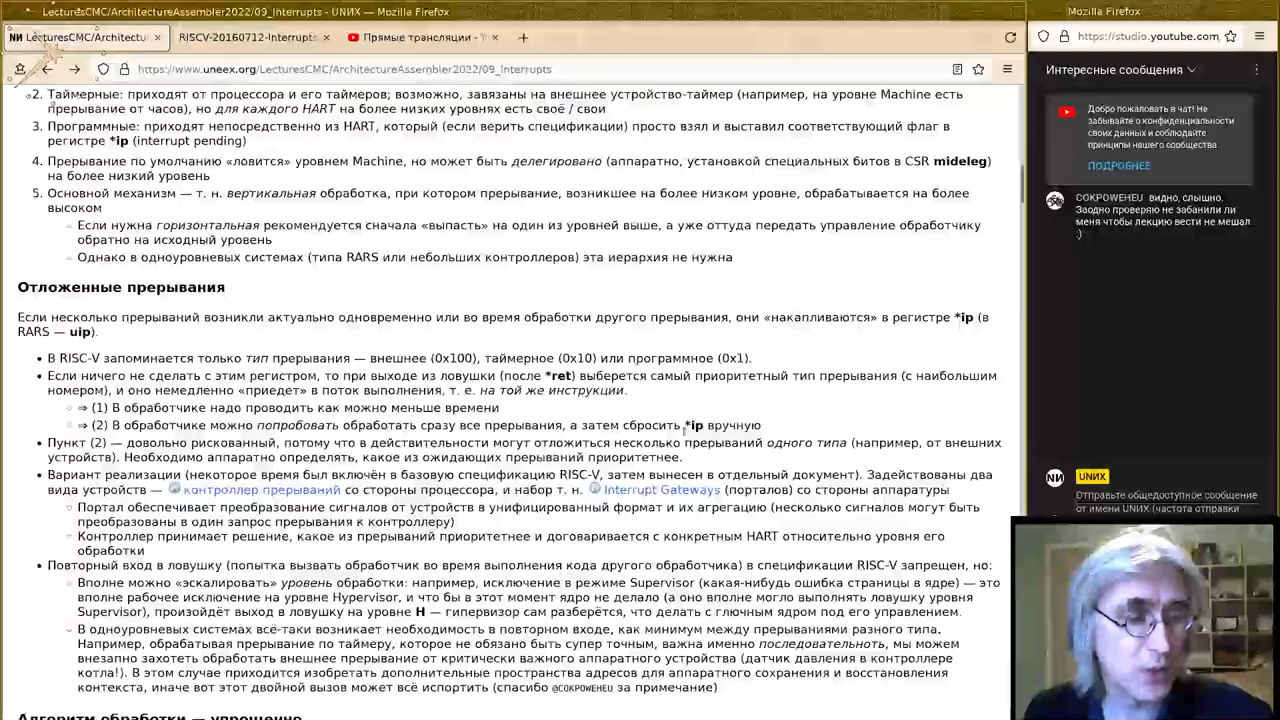 LecturesCMC/ArchitectureAssembler2022/09_Interrupts - UNИX — Mozilla Firefox
Mozilla Firefox
NИ LecturesCMC/Architectu ×
RISCV-20160712-Interrupts ×
Прямые трансляции - Y ×
https://www.uneex.org/LecturesCMC/ArchitectureAssembler2022/09_Interrupts
https://studio.youtube.com
2. Таймерные: приходят от процессора и его таймеров; возможно, завязаны на внешнее устройство-таймер (например, на уровне Machine есть
прерывание от часов), но для каждого HART на более низких уровнях есть своё / свои
3. Программные: приходят непосредственно из HART, который (если верить спецификации) просто взял и выставил соответствующий флаг в
регистре *ip (interrupt pending)
4. Прерывание по умолчанию «ловится» уровнем Machine, но может быть делегировано (аппаратно, установкой специальных битов в CSR mideleg)
на более низкий уровень
5. Основной механизм — т. н. вертикальная обработка, при котором прерывание, возникшее на более низком уровне, обрабатывается на более
высоком
Если нужна горизонтальная рекомендуется сначала «выпасть» на один из уровней выше, а уже оттуда передать управление обработчику
обратно на исходный уровень
Однако в одноуровневых системах (типа RARS или небольших контроллеров) эта иерархия не нужна
Отложенные прерывания
Если несколько прерываний возникли актуально одновременно или во время обработки другого прерывания, они «накапливаются» в регистре *ip (в
RARS — uip).
• В RISC-V запоминается только тип прерывания — внешнее (0x100), таймерное (0x10) или программное (0x1).
• Если ничего не сделать с этим регистром, то при выходе из ловушки (после *ret) выберется самый приоритетный тип прерывания (с наибольшим
номером), и оно немедленно «приедет» в поток выполнения, т. е. на той же инструкции.
⇒ (1) В обработчике надо проводить как можно меньше времени
⇒ (2) В обработчике можно попробовать обработать сразу все прерывания, а затем сбросить *ip вручную
• Пункт (2) — довольно рискованный, потому что в действительности могут отложиться несколько прерываний одного типа (например, от внешних
устройств). Необходимо аппаратно определять, какое из ожидающих прерываний приоритетнее.
• Вариант реализации (некоторое время был включён в базовую спецификацию RISC-V, затем вынесен в отдельный документ). Задействованы два
вида устройств — контроллер прерываний со стороны процессора, и набор т. н. Interrupt Gateways (порталов) со стороны аппаратуры
Портал обеспечивает преобразование сигналов от устройств в унифицированный формат и их агрегацию (несколько сигналов могут быть
преобразованы в один запрос прерывания к контроллеру)
Контроллер принимает решение, какое из прерываний приоритетнее и договаривается с конкретным HART относительно уровня его
обработки
• Повторный вход в ловушку (попытка вызвать обработчик во время выполнения кода другого обработчика) в спецификации RISC-V запрещен, но:
Вполне можно «эскалировать» уровень обработки: например, исключение в режиме Supervisor (какая-нибудь ошибка страницы в ядре) — это
вполне рабочее исключение на уровне Hypervisor, и что бы в этот момент ядро не делало (а оно вполне могло выполнять ловушку уровня
Supervisor), произойдёт выход в ловушку на уровне H — гипервизор сам разберётся, что делать с глючным ядром под его управлением.
В одноуровневых системах всё-таки возникает необходимость в повторном входе, как минимум между прерываниями разного типа.
Например, обрабатывая прерывание по таймеру, которое не обязано быть супер точным, важна именно последовательность, мы можем
внезапно захотеть обработать внешнее прерывание от критически важного аппаратного устройства (датчик давления в контроллере
котла!). В этом случае приходится изобретать дополнительные пространства адресов для аппаратного сохранения и восстановления
контекста, иначе вот этот двойной вызов может всё испортить (спасибо @COKPOWEHEU за примечание)
Алгоритм обработки — упрощенно
Интересные сообщения
Добро пожаловать в чат! Не
забывайте о конфиденциальности
своих данных и соблюдайте
принципы нашего сообщества.
ПОДРОБНЕЕ
COKPOWEHEU видно, слышно.
Заодно проверяю не забанили ли
меня чтобы лекцию вести не мешал
:)
NИ UNИX
Отправьте общедоступное сообщение
от имени UNИX (частота отправки